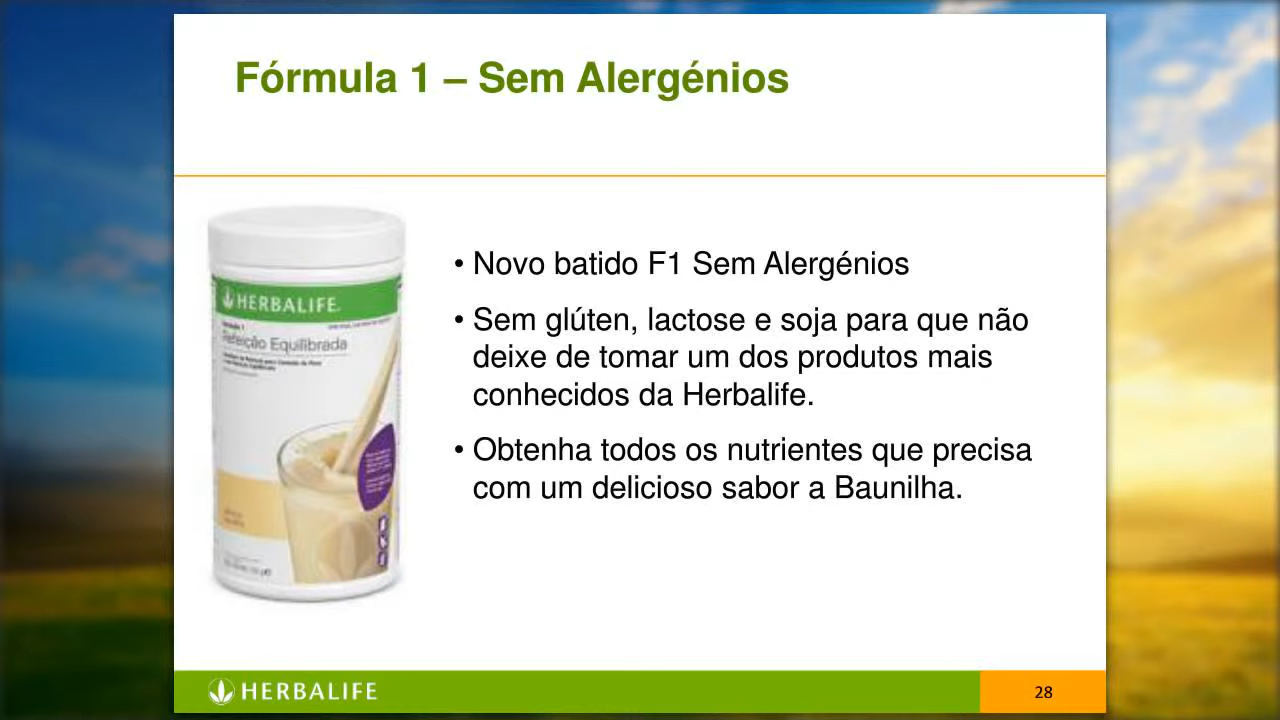 Fórmula 1 – Sem Alergénios
• Novo batido F1 Sem Alergénios
• Sem glúten, lactose e soja para que não
deixe de tomar um dos produtos mais
conhecidos da Herbalife.
• Obtenha todos os nutrientes que precisa
com um delicioso sabor a Baunilha.
HERBALIFE.
Refeição Equilibrada
HERBALIFE
28